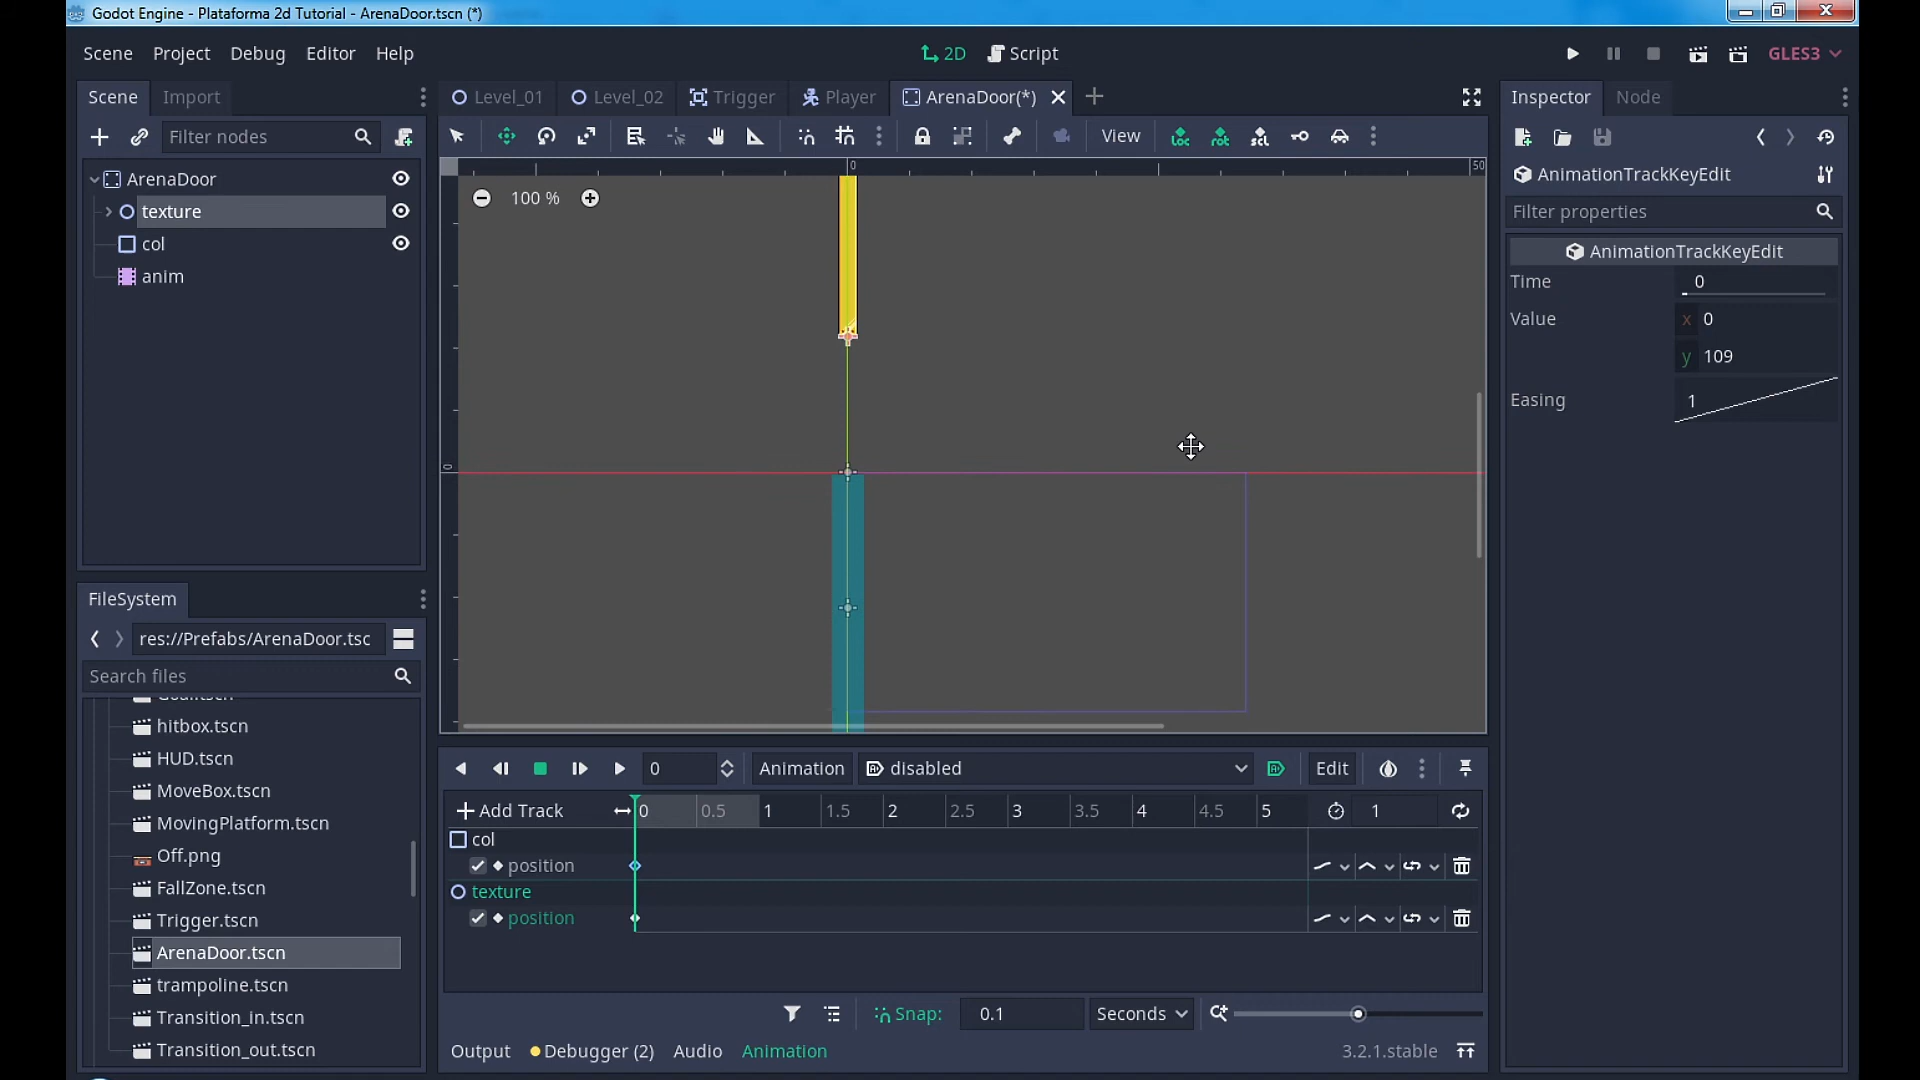 Godot Engine - Plataforma 2d Tutorial - ArenaDoor.tscn (*)
Scene Project Debug Editor Help
2D Script
GLES3
Scene Import
Level_01 Level_02 Trigger Player ArenaDoor(*)
Inspector Node
Filter nodes
View
ArenaDoor
texture
col
anim
0
50
100 %
0
AnimationTrackKeyEdit
Filter properties
AnimationTrackKeyEdit
Time 0
Value x 0
y 109
Easing 1
FileSystem
res://Prefabs/ArenaDoor.tsc
Search files
hitbox.tscn
HUD.tscn
MoveBox.tscn
MovingPlatform.tscn
Off.png
FallZone.tscn
Trigger.tscn
ArenaDoor.tscn
trampoline.tscn
Transition_in.tscn
Transition_out.tscn
0 Animation disabled Edit
Add Track 0 0.5 1 1.5 2 2.5 3 3.5 4 4.5 5 1
col
position
texture
position
Snap: 0.1 Seconds
Output Debugger (2) Audio Animation 3.2.1.stable